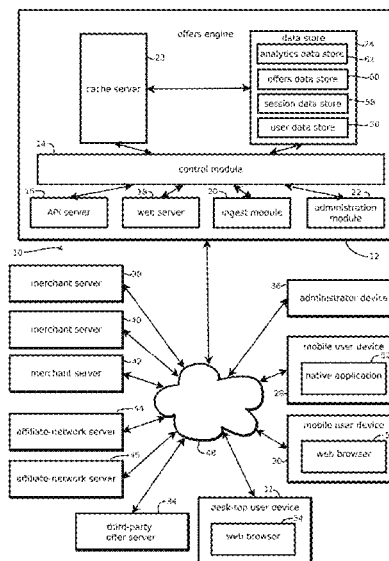 offers engine
data store
24
analytics data store
62
23
offers data store
60
cache server
session data store
58
user data store
56
14
control module
16
18
20
22
API server
web server
ingest module
administration module
10
12
merchant server
administrator device
36
merchant server
40
mobile user device
native application
merchant server
42
28
affiliate-network server
44
mobile user device
web browser
48
30
affiliate-network server
46
32
34
desk-top user device
third-party offer server
54
web browser